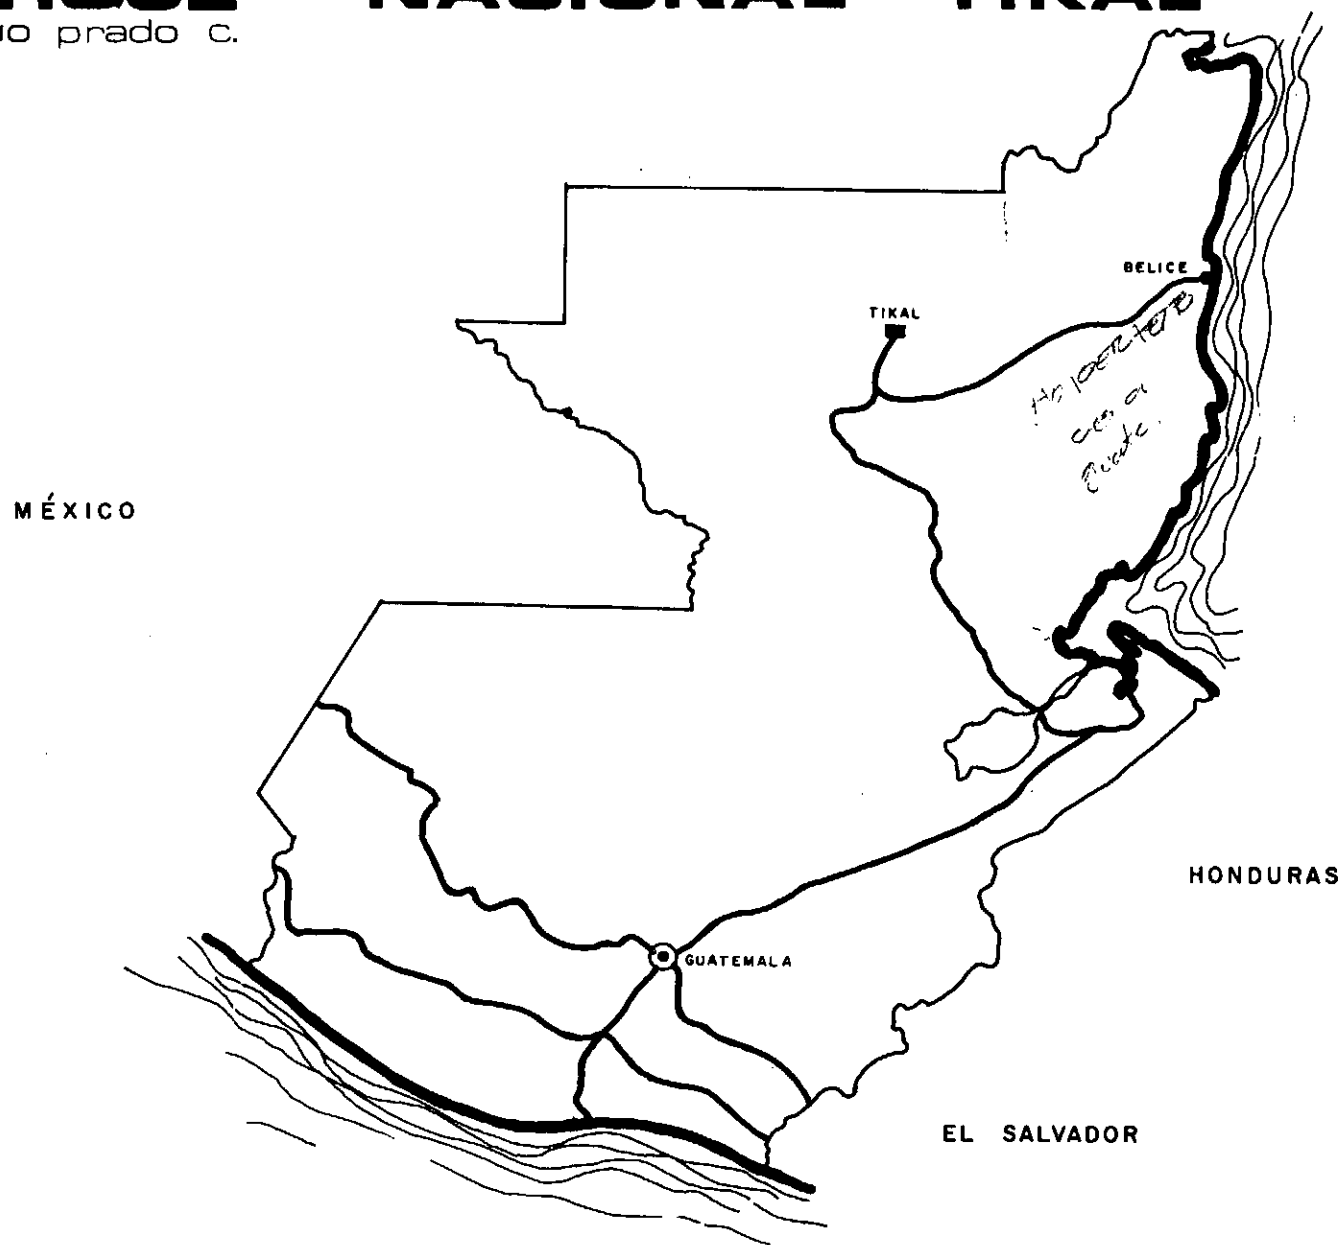 NACIONAL TIKAL
prado c.
BELICE
TIKAL
MÉXICO
HONDURAS
GUATEMALA
EL SALVADOR